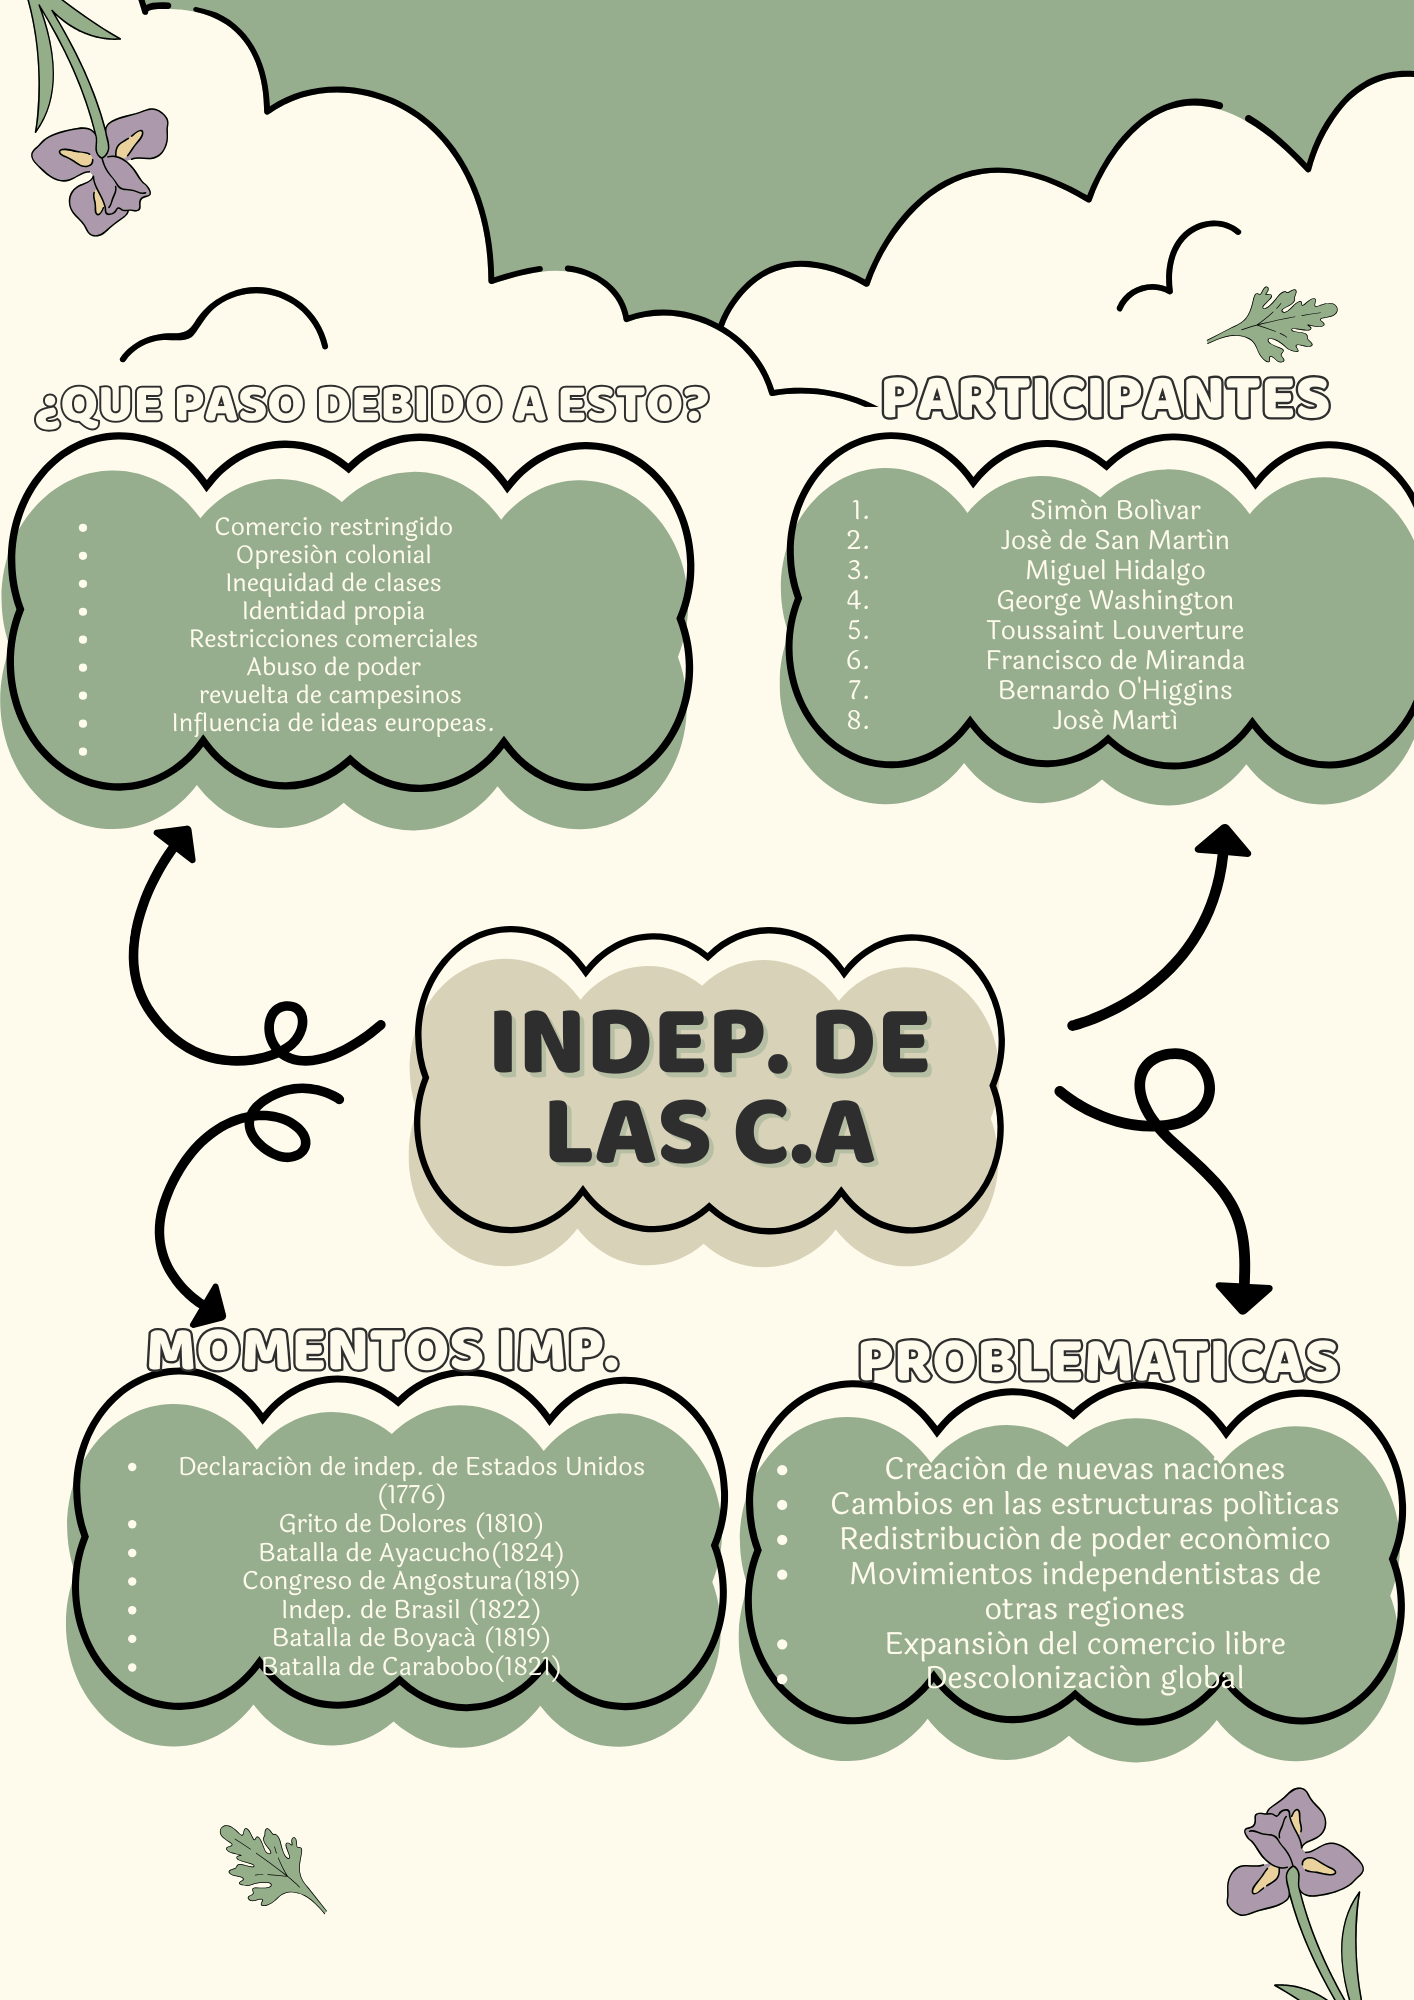 ¿QUE PASO DEBIDO A ESTO?
• Comercio restringido
• Opresiòn colonial
• Inequidad de clases
• Identidad propia
• Restricciones comerciales
• Abuso de poder
• revuelta de campesinos
• Influencia de ideas europeas.
•
PARTICIPANTES
1. Simòn Bolìvar
2. Josè de San Martìn
3. Miguel Hidalgo
4. George Washington
5. Toussaint Louverture
6. Francisco de Miranda
7. Bernardo O'Higgins
8. Josè Martì
INDEP. DE
LAS C.A
MOMENTOS IMP.
• Declaraciòn de indep. de Estados Unidos
(1776)
• Grito de Dolores (1810)
• Batalla de Ayacucho(1824)
• Congreso de Angostura(1819)
• Indep. de Brasil (1822)
• Batalla de Boyacà (1819)
• Batalla de Carabobo(1821)
PROBLEMATICAS
• Creaciòn de nuevas naciones
• Cambios en las estructuras polìticas
• Redistribuciòn de poder econòmico
• Movimientos independentistas de
otras regiones
• Expansiòn del comercio libre
• Descolonizaciòn global